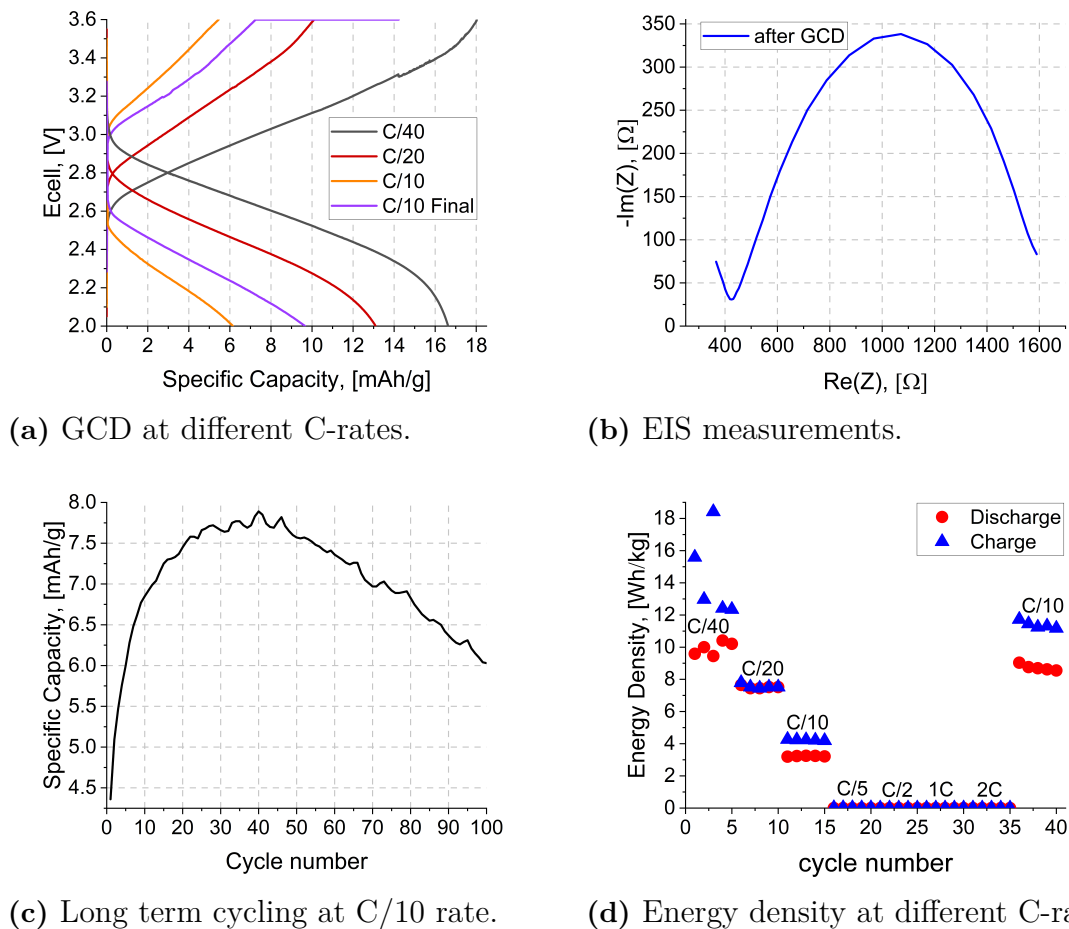 3.6
3.4
3.2
3.0
2.8
2.6
2.4
2.2
2.0
Ecell, [V]
C/40
C/20
C/10
C/10 Final
0 2 4 6 8 10 12 14 16 18
Specific Capacity, [mAh/g]
(a) GCD at different C-rates.
350
300
250
200
150
100
50
0
-Im(Z), [Ω]
after GCD
400 600 800 1000 1200 1400 1600
Re(Z), [Ω]
(b) EIS measurements.
8.0
7.5
7.0
6.5
6.0
5.5
5.0
4.5
Specific Capacity, [mAh/g]
0 10 20 30 40 50 60 70 80 90 100
Cycle number
(c) Long term cycling at C/10 rate.
18
16
14
12
10
8
6
4
2
0
Energy Density, [Wh/kg]
Discharge
Charge
C/40
C/20
C/10
C/5 C/2 1C 2C
C/10
0 5 10 15 20 25 30 35 40
cycle number
(d) Energy density at different C-ra